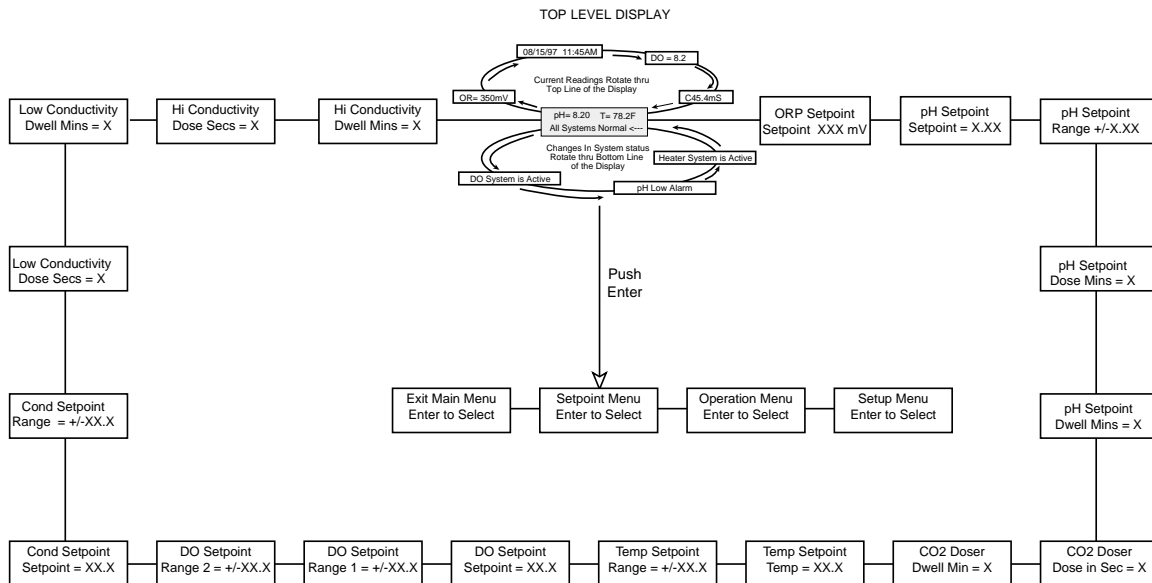 TOP LEVEL DISPLAY
08/15/97 11:45AM
DO = 8.2
Current Readings Rotate thru
Top Line of the Display
OR= 350mV
C45.4mS
pH= 8.20 T= 78.2F
All Systems Normal <---
Changes In System status
Rotate thru Bottom Line
of the Display
Heater System is Active
DO System is Active
pH Low Alarm
Low Conductivity
Dwell Mins = X
Hi Conductivity
Dose Secs = X
Hi Conductivity
Dwell Mins = X
ORP Setpoint
Setpoint XXX mV
pH Setpoint
Setpoint = X.XX
pH Setpoint
Range +/-X.XX
Low Conductivity
Dose Secs = X
Push
Enter
pH Setpoint
Dose Mins = X
Cond Setpoint
Range = +/-XX.X
Exit Main Menu
Enter to Select
Setpoint Menu
Enter to Select
Operation Menu
Enter to Select
Setup Menu
Enter to Select
pH Setpoint
Dwell Mins = X
Cond Setpoint
Setpoint = XX.X
DO Setpoint
Range 2 = +/-XX.X
DO Setpoint
Range 1 = +/-XX.X
DO Setpoint
Setpoint = XX.X
Temp Setpoint
Range = +/-XX.X
Temp Setpoint
Temp = XX.X
CO2 Doser
Dwell Min = X
CO2 Doser
Dose in Sec = X